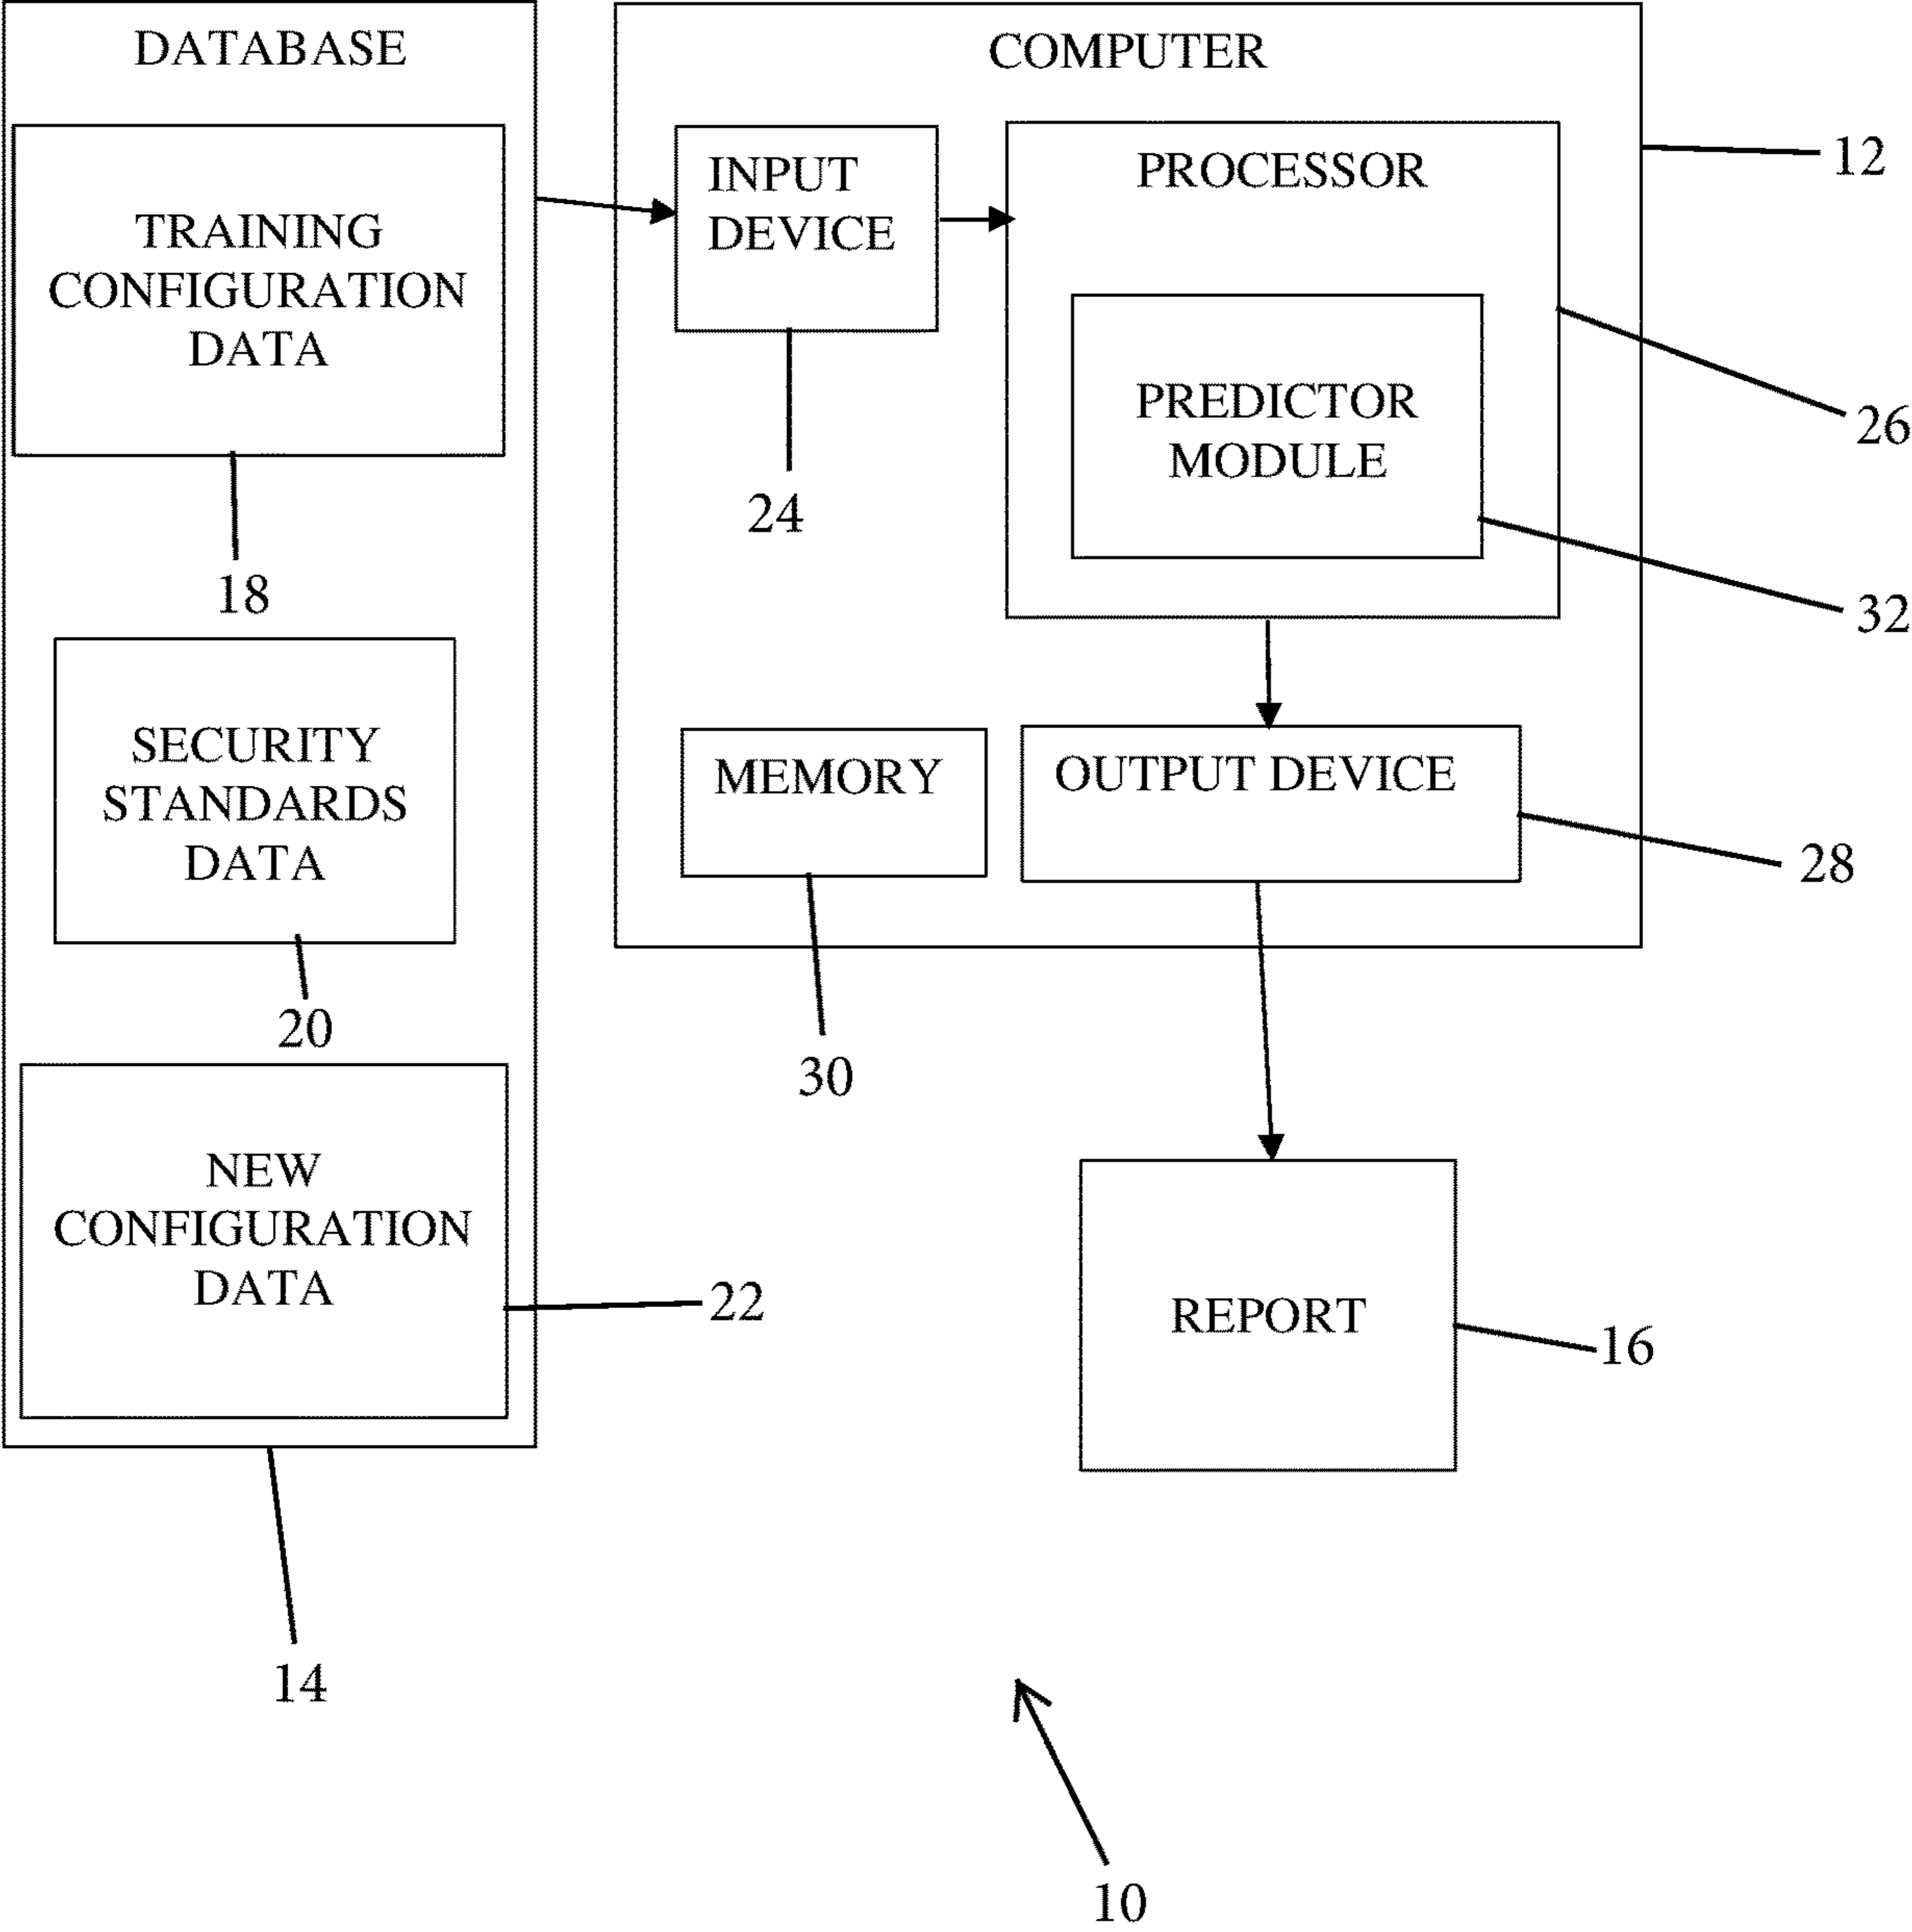 DATABASE
TRAINING
CONFIGURATION
DATA
18
SECURITY
STANDARDS
DATA
20
NEW
CONFIGURATION
DATA
22
14
COMPUTER
INPUT
DEVICE
24
PROCESSOR
PREDICTOR
MODULE
12
26
32
MEMORY
30
OUTPUT DEVICE
28
REPORT
16
10